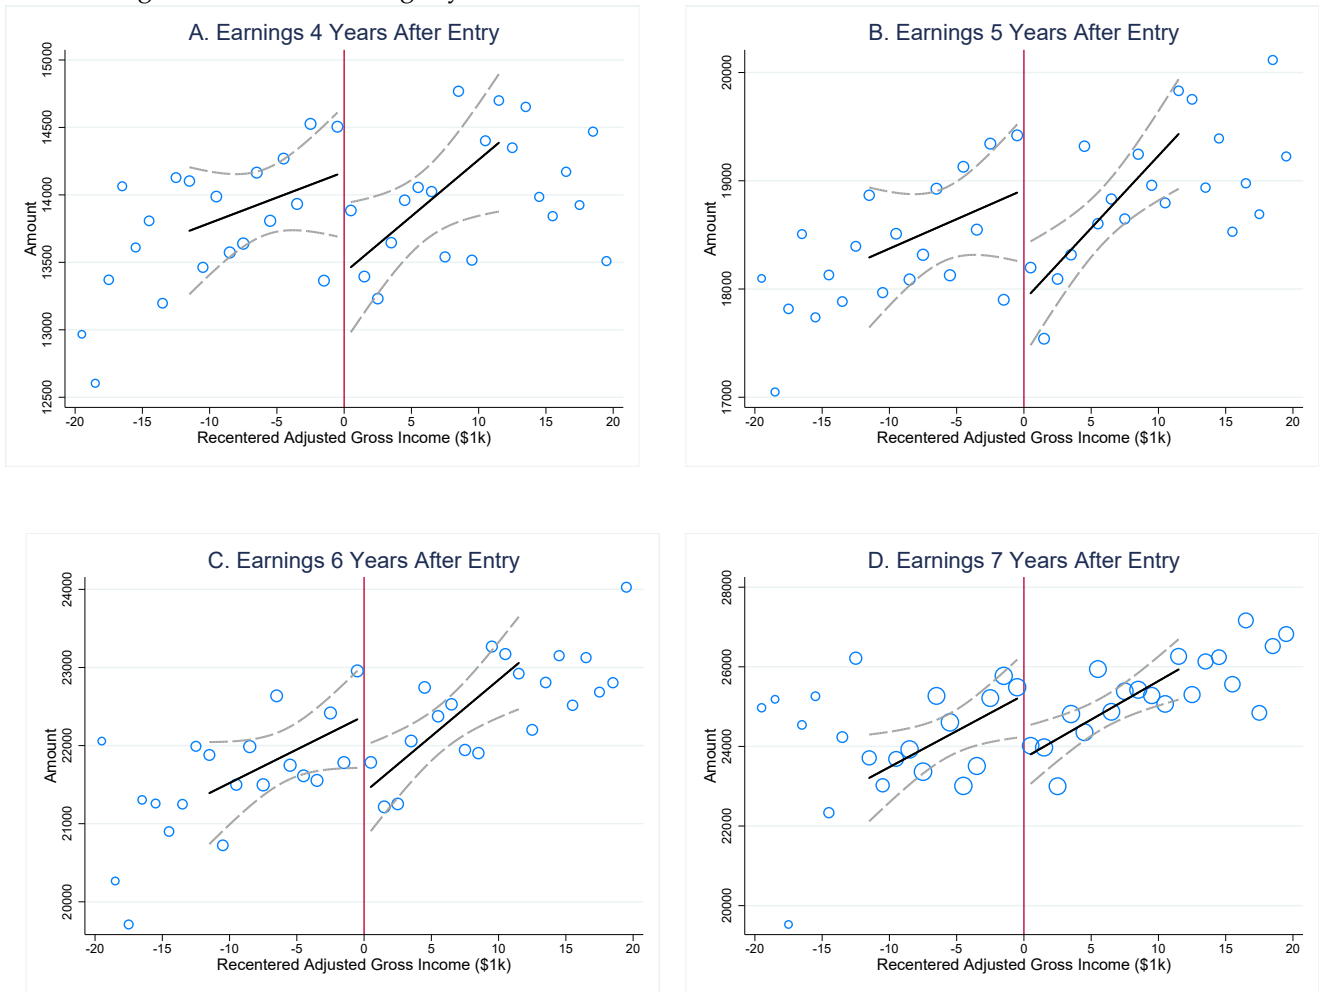 A. Earnings 4 Years After Entry
15000
14500
14000
13500
13000
12500
Amount
-20 -15 -10 -5 0 5 10 15 20
Recentered Adjusted Gross Income ($1k)
B. Earnings 5 Years After Entry
20000
19000
18000
17000
Amount
-20 -15 -10 -5 0 5 10 15 20
Recentered Adjusted Gross Income ($1k)
C. Earnings 6 Years After Entry
24000
23000
22000
21000
20000
Amount
-20 -15 -10 -5 0 5 10 15 20
Recentered Adjusted Gross Income ($1k)
D. Earnings 7 Years After Entry
28000
26000
24000
22000
20000
Amount
-20 -15 -10 -5 0 5 10 15 20
Recentered Adjusted Gross Income ($1k)